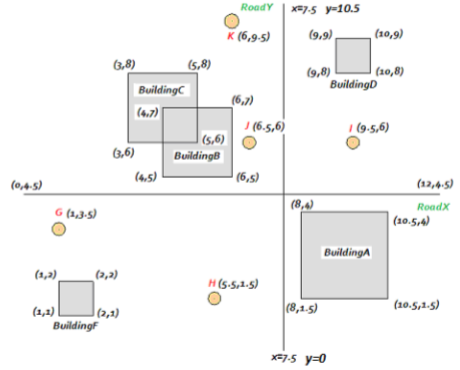 RoadY x=7.5 y=10.5
K (6,9.5)
(9,9) (10,9)
(3,8) (5,8)
(9,8) (10,8)
BuildingC
BuildingD
(4,7) (6,7)
J (6.5,6) I (9.5,6)
(5,6)
(3,6)
BuildingB
(4,5) (6,5)
(0,4.5) (12,4.5)
RoadX
(8,4) (10.5,4)
G (1,3.5)
BuildingA
(1,2) (2,2)
H (5.5,1.5)
(8,1.5) (10.5,1.5)
(1,1) (2,1)
BuildingF
x=7.5 y=0